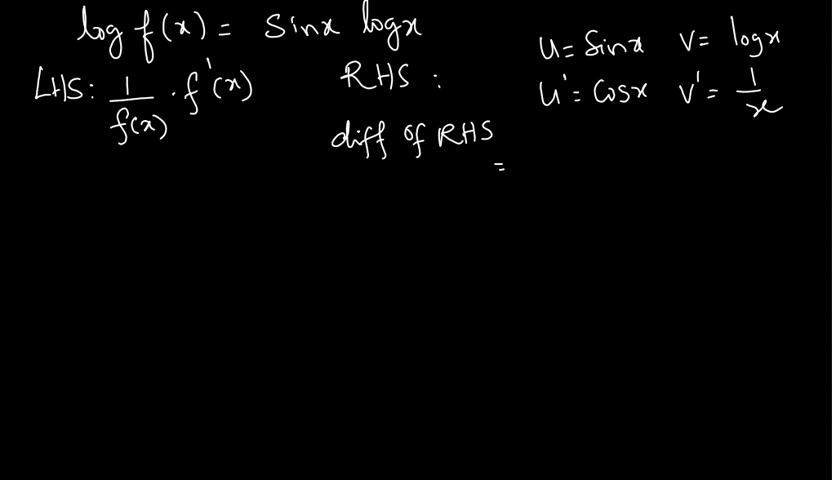 log f(x) = Sinx logx
LHS: 1/f(x) . f'(x)
RHS :
diff of RHS
=
u = Sinx v = logx
u' = Cosx v' = 1/x